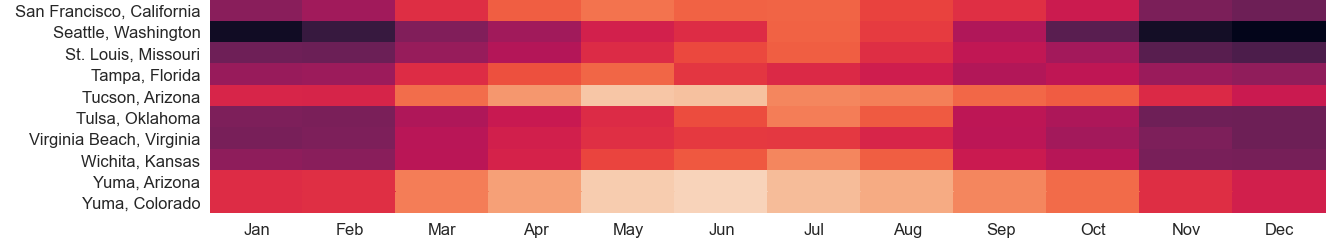 San Francisco, California
Seattle, Washington
St. Louis, Missouri
Tampa, Florida
Tucson, Arizona
Tulsa, Oklahoma
Virginia Beach, Virginia
Wichita, Kansas
Yuma, Arizona
Yuma, Colorado
Jan Feb Mar Apr May Jun Jul Aug Sep Oct Nov Dec